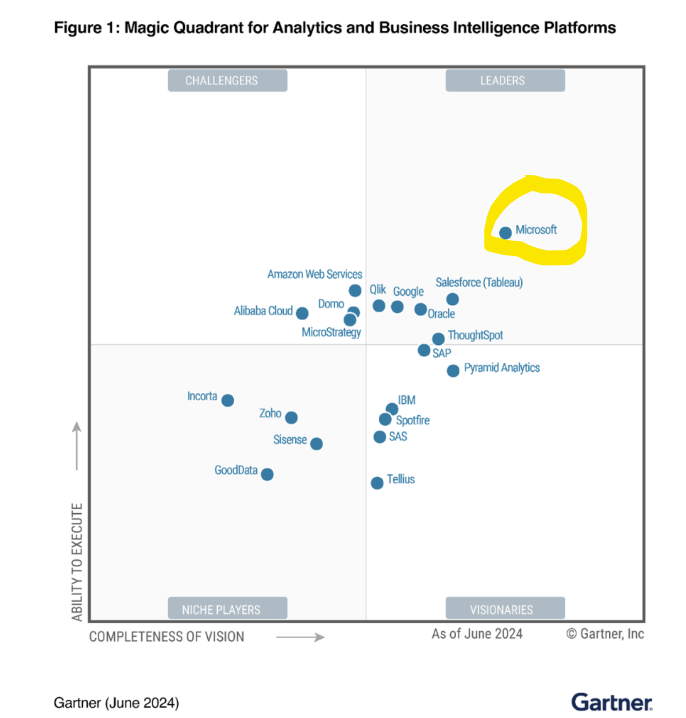 Figure 1: Magic Quadrant for Analytics and Business Intelligence Platforms
CHALLENGERS
LEADERS
Microsoft
Amazon Web Services
Qlik
Google
Salesforce (Tableau)
Alibaba Cloud
Domo
Oracle
MicroStrategy
ThoughtSpot
SAP
Pyramid Analytics
Incorta
IBM
Zoho
Spotfire
Sisense
SAS
GoodData
Tellius
ABILITY TO EXECUTE
NICHE PLAYERS
VISIONARIES
COMPLETENESS OF VISION
As of June 2024
© Gartner, Inc
Gartner (June 2024)
Gartner.